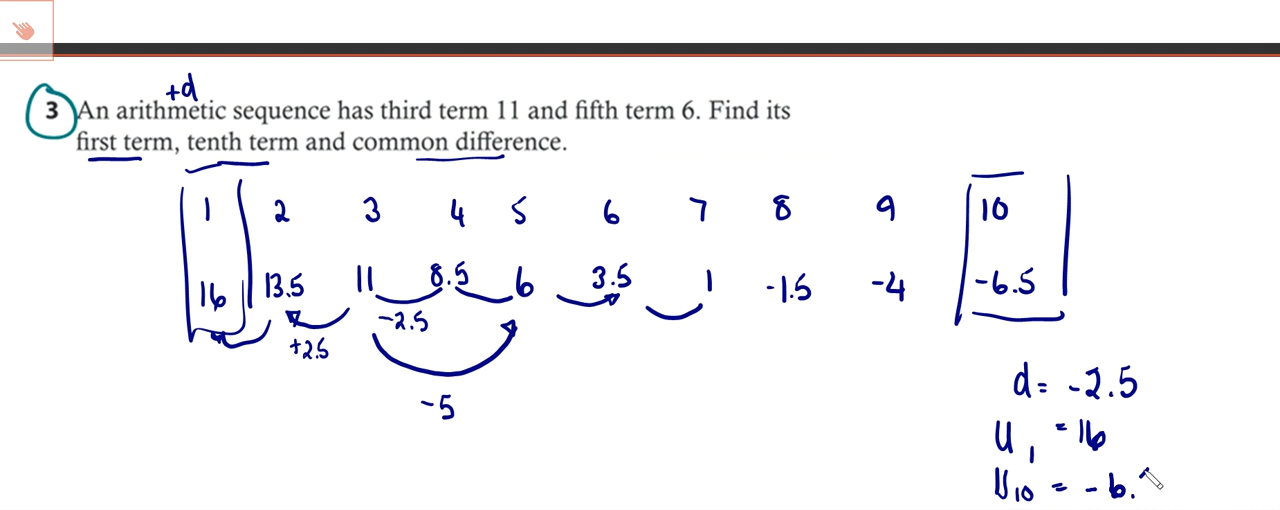 +d
3 An arithmetic sequence has third term 11 and fifth term 6. Find its
first term, tenth term and common difference.
1 2 3 4 5 6 7 8 9 10
16 13.5 11 8.5 6 3.5 1 -1.5 -4 -6.5
+2.5 -2.5
-5
d = -2.5
u1 = 16
U10 = -6.